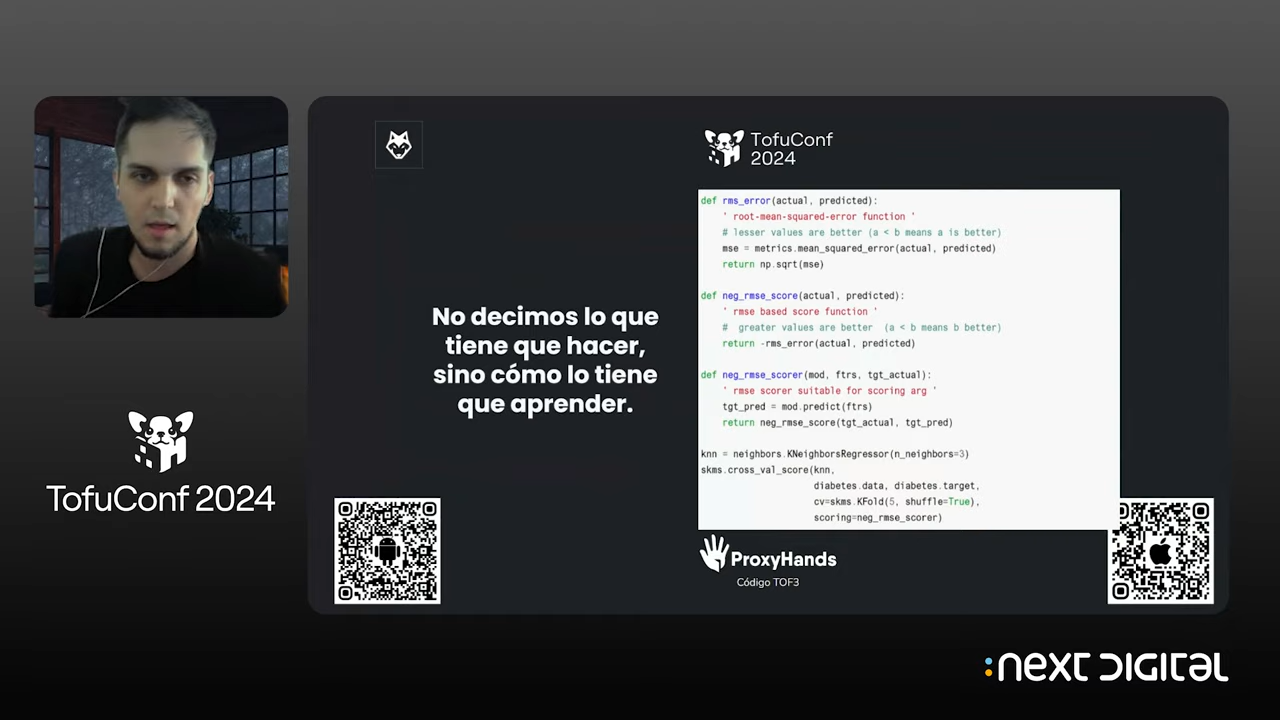 TofuConf 2024
No decimos lo que
tiene que hacer,
sino cómo lo tiene
que aprender.
TofuConf
2024
def rms_error(actual, predicted):
    ' root-mean-squared-error function '
    # lesser values are better (a < b means a is better)
    mse = metrics.mean_squared_error(actual, predicted)
    return np.sqrt(mse)
def neg_rmse_score(actual, predicted):
    ' rmse based score function '
    #  greater values are better  (a < b means b better)
    return -rms_error(actual, predicted)
def neg_rmse_scorer(mod, ftrs, tgt_actual):
    ' rmse scorer suitable for scoring arg '
    tgt_pred = mod.predict(ftrs)
    return neg_rmse_score(tgt_actual, tgt_pred)
knn = neighbors.KNeighborsRegressor(n_neighbors=3)
skms.cross_val_score(knn,
                     diabetes.data, diabetes.target,
                     cv=skms.KFold(5, shuffle=True),
                     scoring=neg_rmse_scorer)
ProxyHands
Código TOF3
:NEXT DIGITAL